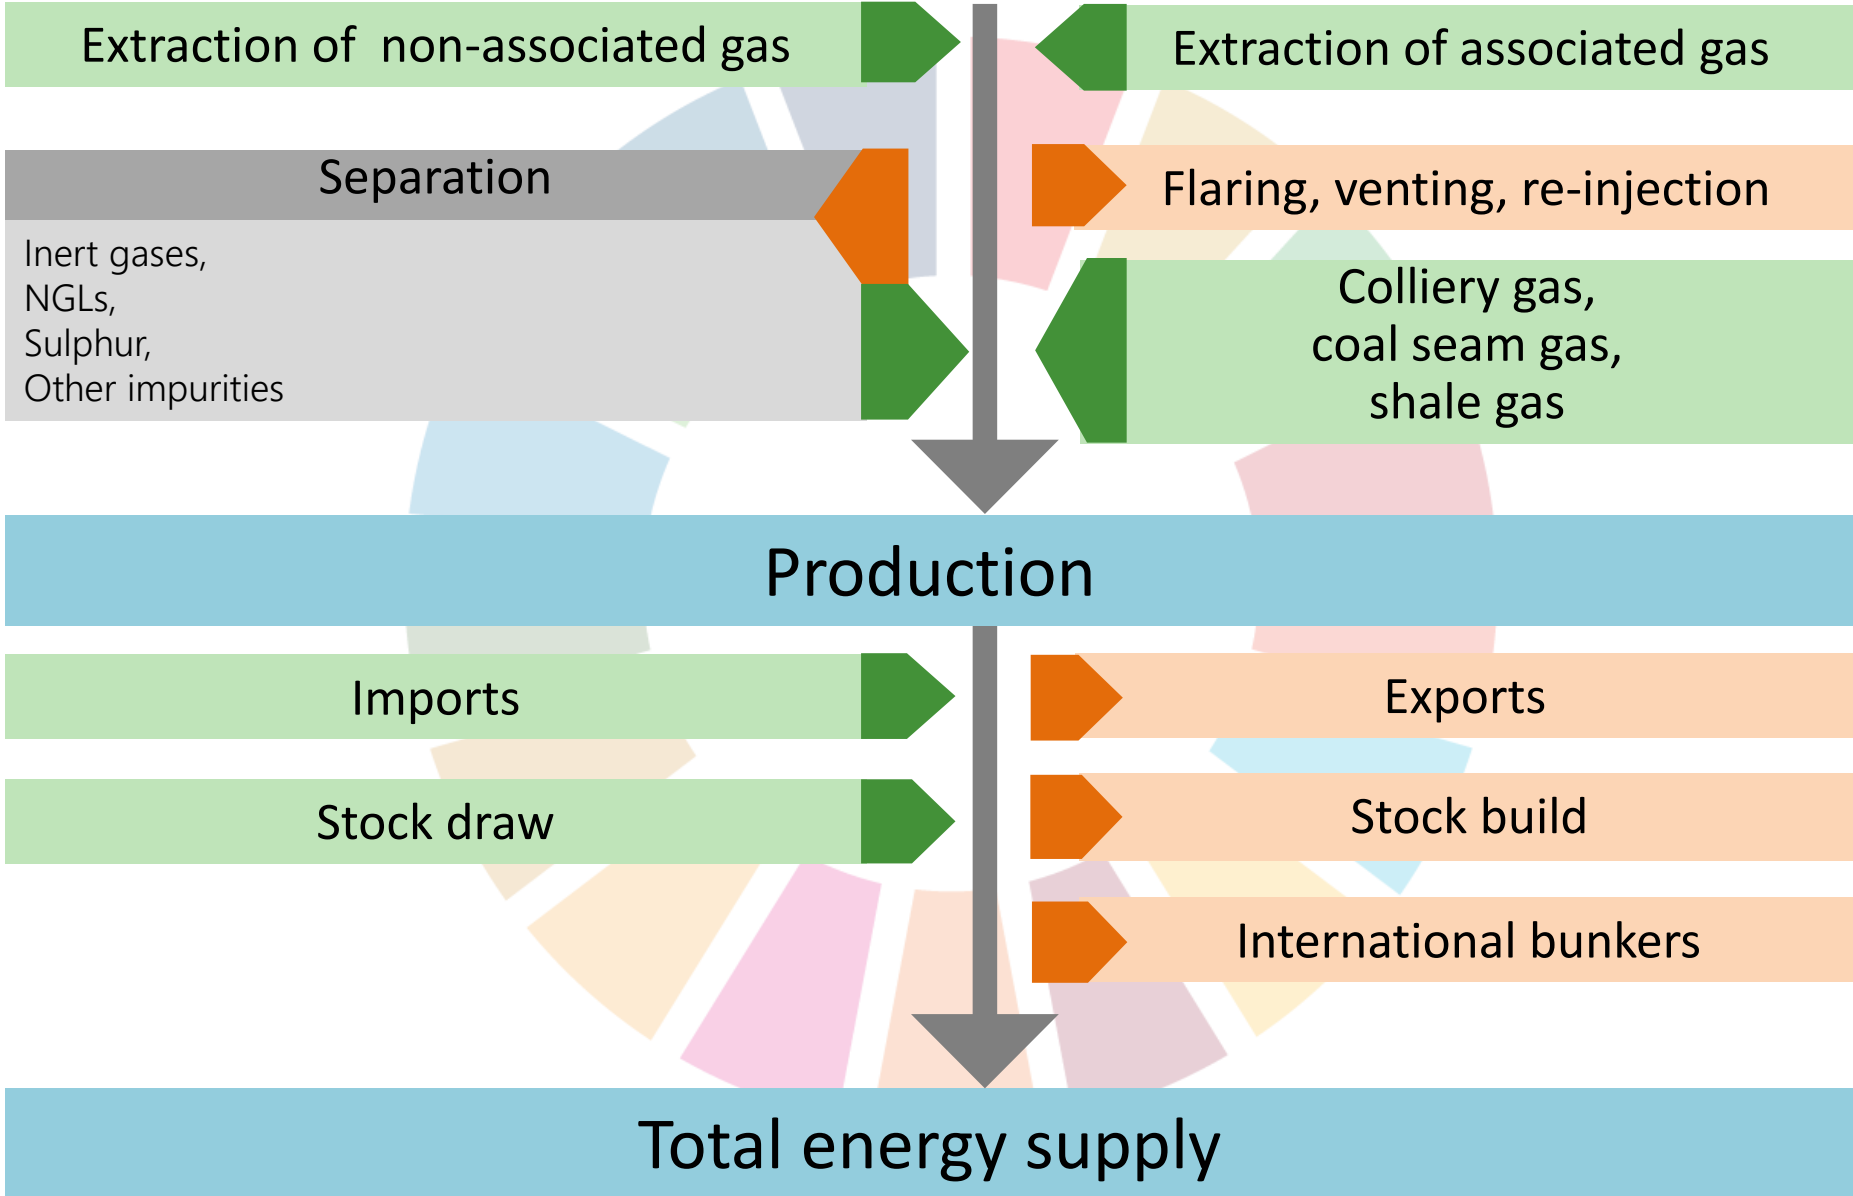 Extraction of non-associated gas
Extraction of associated gas
Separation
Flaring, venting, re-injection
Inert gases,
NGLs,
Sulphur,
Other impurities
Colliery gas,
coal seam gas,
shale gas
Production
Imports
Exports
Stock draw
Stock build
International bunkers
Total energy supply